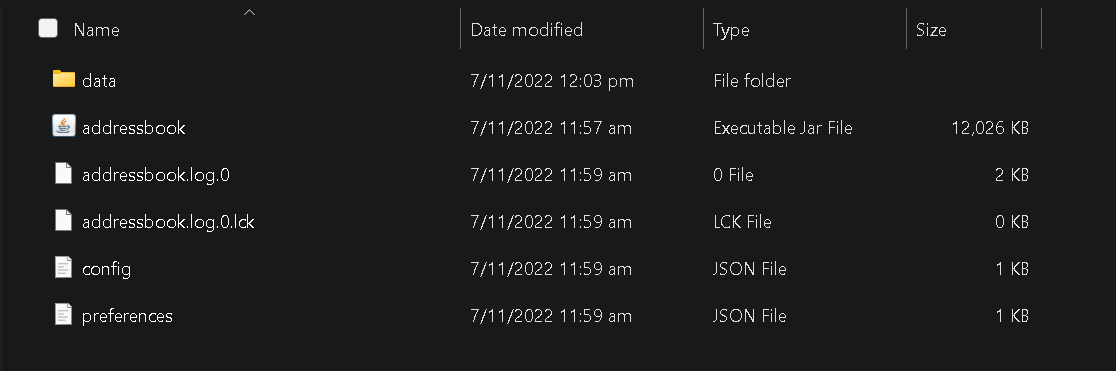 Name Date modified Type Size
data 7/11/2022 12:03 pm File folder
addressbook 7/11/2022 11:57 am Executable Jar File 12,026 KB
addressbook.log.0 7/11/2022 11:59 am 0 File 2 KB
addressbook.log.0.lck 7/11/2022 11:59 am LCK File 0 KB
config 7/11/2022 11:59 am JSON File 1 KB
preferences 7/11/2022 11:59 am JSON File 1 KB